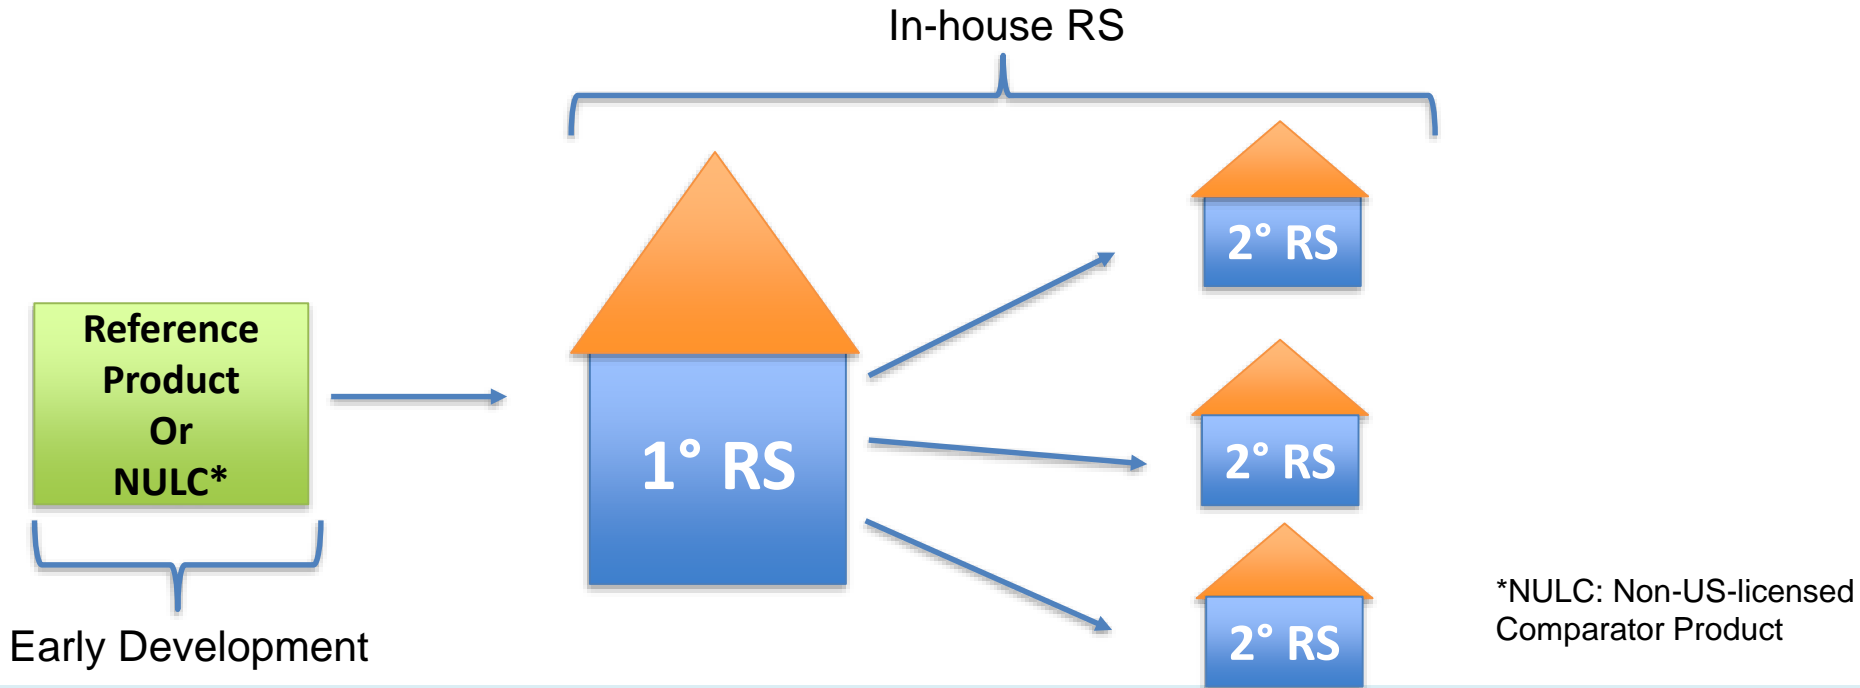 In-house RS
Reference
Product
Or
NULC*
1° RS
2° RS
2° RS
2° RS
Early Development
*NULC: Non-US-licensed
Comparator Product